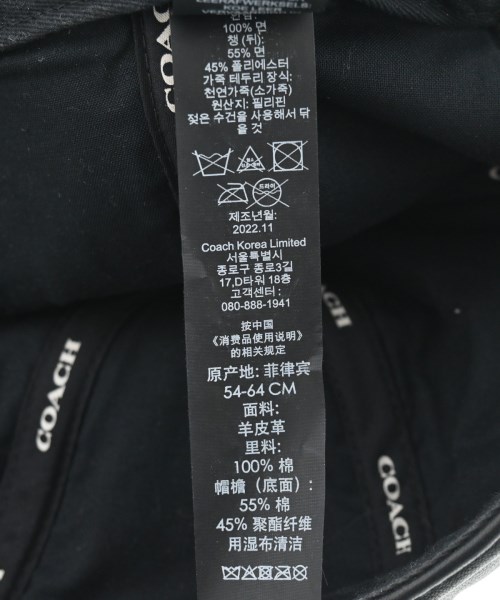 100% 면
챙 (뒤):
55% 면
45% 폴리에스터
가죽 테두리 장식:
천연가죽(소가죽)
원산지: 필리핀
젖은 수건을 사용해서 닦
을 것
드라이
제조년월:
2022.11
Coach Korea Limited
서울특별시
종로구 종로3길
17,D타워 18층
고객센터 :
080-888-1941
按中国
《消费品使用说明》
的相关规定
原产地: 菲律宾
54-64 CM
面料:
羊皮革
里料:
100% 棉
帽檐（底面）:
55% 棉
45% 聚酯纤维
用湿布清洁
COACH
COACH
COACH
COACH